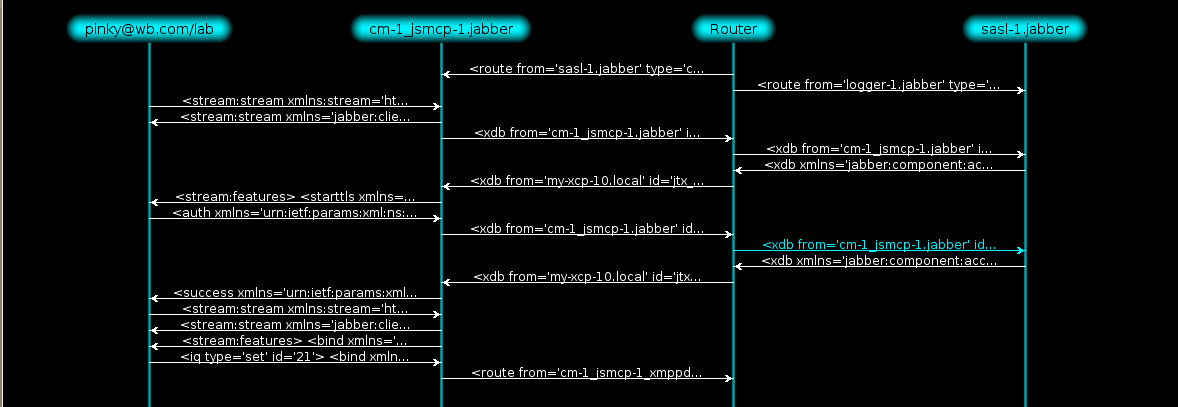 pinky@wb.com/lab cm-1_jsmcp-1.jabber Router sasl-1.jabber
<route from='sasl-1.jabber' type='c...
<route from='logger-1.jabber' type='...
<stream:stream xmlns:stream='ht...
<stream:stream xmlns='jabber:clie...
<xdb from='cm-1_jsmcp-1.jabber' i...
<xdb from='cm-1_jsmcp-1.jabber' i...
<xdb xmlns='jabber:component:ac...
<xdb from='my-xcp-10.local' id='jtx_...
<stream:features> <starttls xmlns=...
<auth xmlns='urn:ietf:params:xml:ns:...
<xdb from='cm-1_jsmcp-1.jabber' id...
<xdb from='cm-1_jsmcp-1.jabber' id...
<xdb xmlns='jabber:component:acc...
<xdb from='my-xcp-10.local' id='jtx...
<success xmlns='urn:ietf:params:xml...
<stream:stream xmlns:stream='ht...
<stream:stream xmlns='jabber:clie...
<stream:features> <bind xmlns='...
<iq type='set' id='21'> <bind xmln...
<route from='cm-1_jsmcp-1_xmppd...